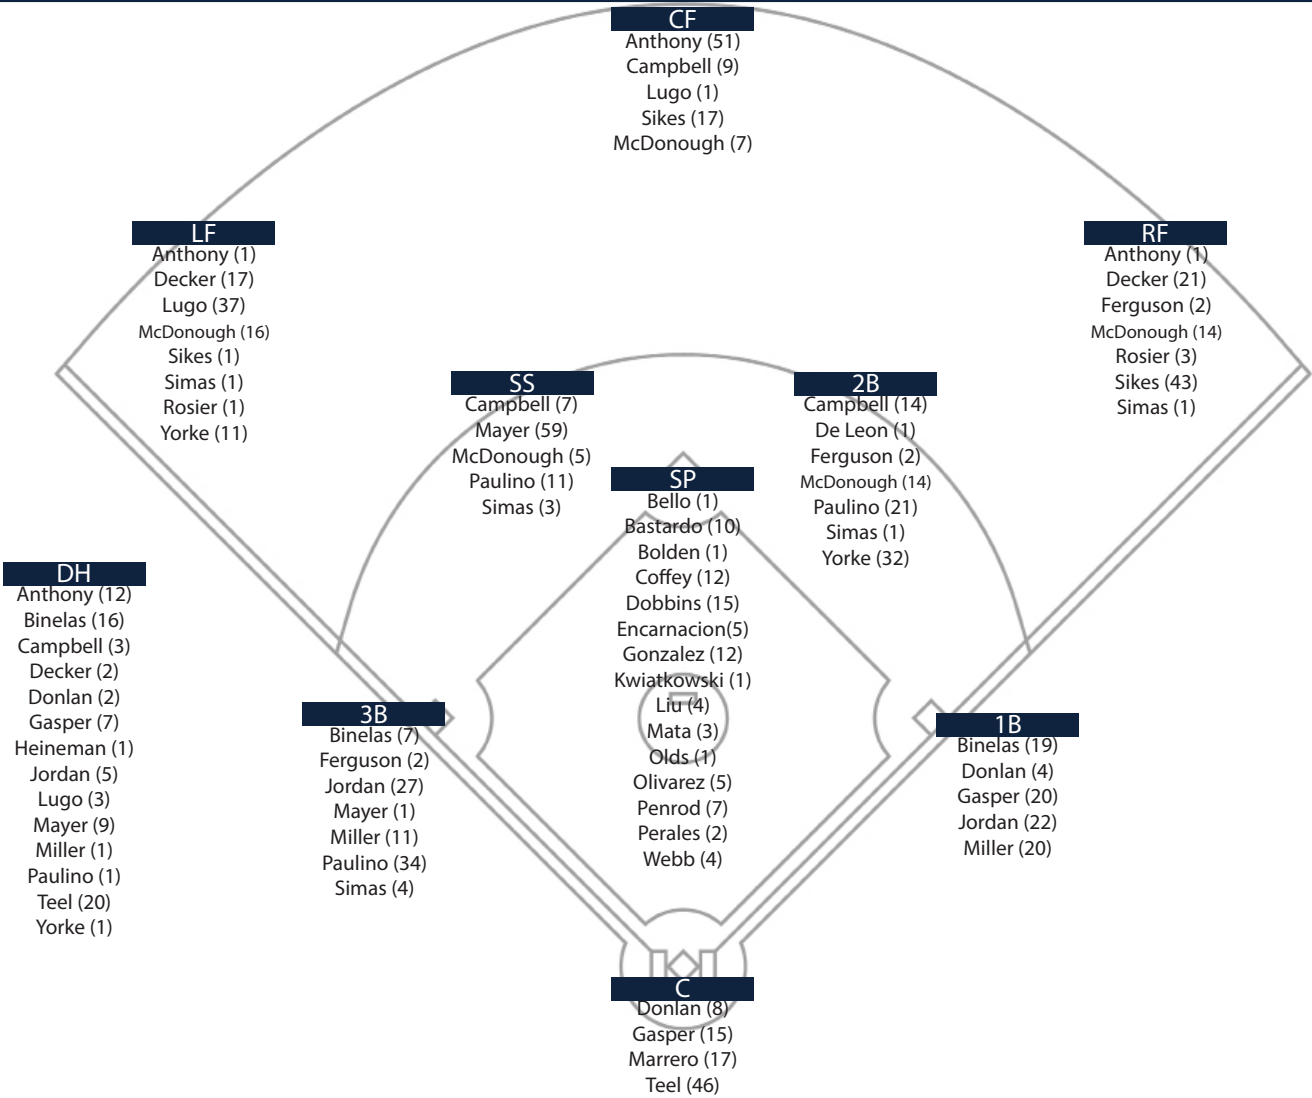 CF
Anthony (51)
Campbell (9)
Lugo (1)
Sikes (17)
McDonough (7)
LF
Anthony (1)
Decker (17)
Lugo (37)
McDonough (16)
Sikes (1)
Simas (1)
Rosier (1)
Yorke (11)
RF
Anthony (1)
Decker (21)
Ferguson (2)
McDonough (14)
Rosier (3)
Sikes (43)
Simas (1)
SS
Campbell (7)
Mayer (59)
McDonough (5)
Paulino (11)
Simas (3)
2B
Campbell (14)
De Leon (1)
Ferguson (2)
McDonough (14)
Paulino (21)
Simas (1)
Yorke (32)
SP
Bello (1)
Bastardo (10)
Bolden (1)
Coffey (12)
Dobbins (15)
Encarnacion(5)
Gonzalez (12)
Kwiatkowski (1)
Liu (4)
Mata (3)
Olds (1)
Olivarez (5)
Penrod (7)
Perales (2)
Webb (4)
DH
Anthony (12)
Binelas (16)
Campbell (3)
Decker (2)
Donlan (2)
Gasper (7)
Heineman (1)
Jordan (5)
Lugo (3)
Mayer (9)
Miller (1)
Paulino (1)
Teel (20)
Yorke (1)
3B
Binelas (7)
Ferguson (2)
Jordan (27)
Mayer (1)
Miller (11)
Paulino (34)
Simas (4)
1B
Binelas (19)
Donlan (4)
Gasper (20)
Jordan (22)
Miller (20)
C
Donlan (8)
Gasper (15)
Marrero (17)
Teel (46)